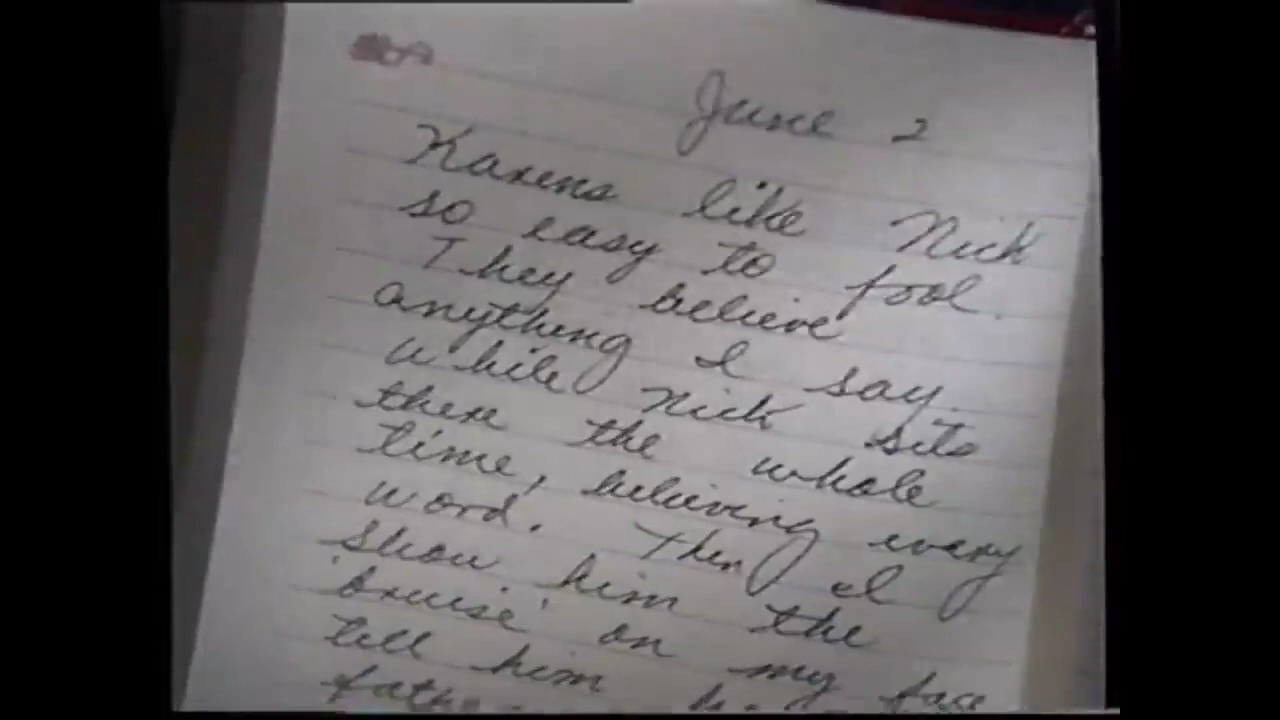 June 2
Karens like Nick
so easy to fool.
They believe
anything I say.
While Nick sits
there the whole
time, believing every
word. Then I
show him the
'bruise' on my face
tell him